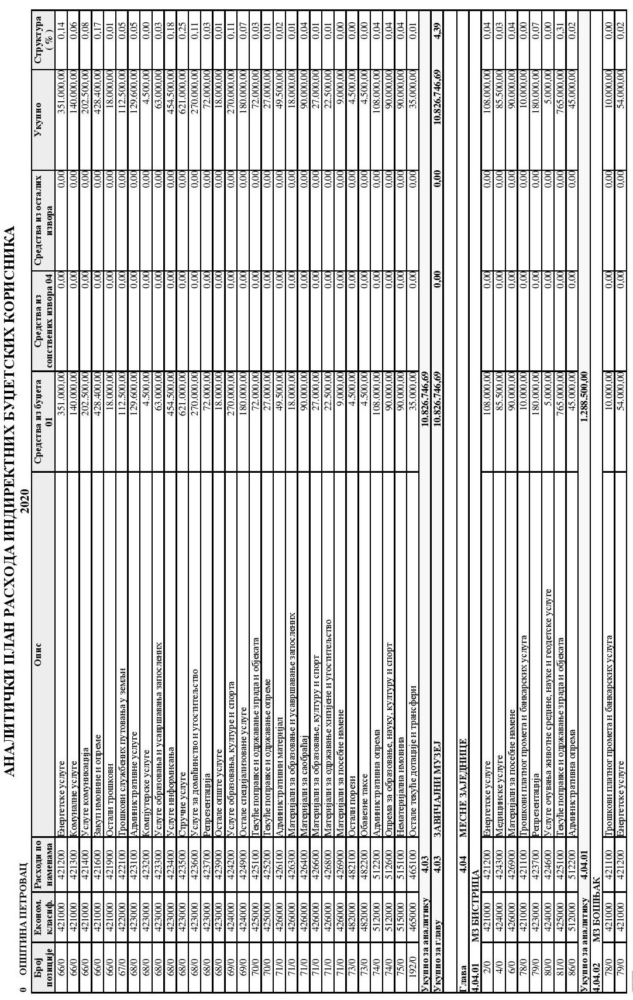 АНАЛИТИЧКИ ПЛАН РАСХОДА ИНДИРЕКТНИХ БУЏЕТСКИХ КОРИСНИКА
0 ОПШТИНА ПЕТРОВАЦ 2020
Број позиције Економ. класиф. Расходи по наменама Опис Средства из буџета 01 Средства из сопствених извора 04 Средства из осталих извора Укупно Структура ( % )
66/0 421000 421200 Енергетске услуге 351.000,00 0,00 0,00 351.000,00 0,14
66/0 421000 421300 Комуналне услуге 140.000,00 0,00 0,00 140.000,00 0,06
66/0 421000 421400 Услуге комуникација 202.500,00 0,00 0,00 202.500,00 0,08
66/0 421000 421600 Закуп имовине и опреме 428.400,00 0,00 0,00 428.400,00 0,17
66/0 421000 421900 Остали трошкови 18.000,00 0,00 0,00 18.000,00 0,01
67/0 422000 422100 Трошкови службених путовања у земљи 112.500,00 0,00 0,00 112.500,00 0,05
68/0 423000 423100 Административне услуге 129.600,00 0,00 0,00 129.600,00 0,05
68/0 423000 423200 Компјутерске услуге 4.500,00 0,00 0,00 4.500,00 0,00
68/0 423000 423300 Услуге образовања и усавршавања запослених 63.000,00 0,00 0,00 63.000,00 0,03
68/0 423000 423400 Услуге информисања 454.500,00 0,00 0,00 454.500,00 0,18
68/0 423000 423500 Стручне услуге 621.000,00 0,00 0,00 621.000,00 0,25
68/0 423000 423600 Услуге за домаћинство и угоститељство 270.000,00 0,00 0,00 270.000,00 0,11
68/0 423000 423700 Репрезентација 72.000,00 0,00 0,00 72.000,00 0,03
68/0 423000 423900 Остале опште услуге 18.000,00 0,00 0,00 18.000,00 0,01
69/0 424000 424200 Услуге образовања, културе и спорта 270.000,00 0,00 0,00 270.000,00 0,11
69/0 424000 424900 Остале специјализоване услуге 180.000,00 0,00 0,00 180.000,00 0,07
70/0 425000 425100 Текуће поправке и одржавање зграда и објеката 72.000,00 0,00 0,00 72.000,00 0,03
70/0 425000 425200 Текуће поправке и одржавање опреме 27.000,00 0,00 0,00 27.000,00 0,01
71/0 426000 426100 Административни материјал 49.500,00 0,00 0,00 49.500,00 0,02
71/0 426000 426300 Материјали за образовање и усавршавање запослених 18.000,00 0,00 0,00 18.000,00 0,01
71/0 426000 426400 Материјали за саобраћај 90.000,00 0,00 0,00 90.000,00 0,04
71/0 426000 426600 Материјали за образовање, културу и спорт 27.000,00 0,00 0,00 27.000,00 0,01
71/0 426000 426800 Материјали за одржавање хигијене и угоститељство 22.500,00 0,00 0,00 22.500,00 0,01
71/0 426000 426900 Материјали за посебне намене 9.000,00 0,00 0,00 9.000,00 0,00
73/0 482000 482100 Остали порези 4.500,00 0,00 0,00 4.500,00 0,00
73/0 482000 482200 Обавезне таксе 4.500,00 0,00 0,00 4.500,00 0,00
74/0 512000 512200 Административна опрема 108.000,00 0,00 0,00 108.000,00 0,04
74/0 512000 512600 Опрема за образовање, науку, културу и спорт 90.000,00 0,00 0,00 90.000,00 0,04
75/0 515000 515100 Нематеријална имовина 90.000,00 0,00 0,00 90.000,00 0,04
192/0 465000 465100 Остале текуће дотације и трансфери 35.000,00 0,00 0,00 35.000,00 0,01
Укупно за аналитику 4.03 10.826.746,69
Укупно за главу 4.03 ЗАВИЧАЈНИ МУЗЕЈ 10.826.746,69 0,00 0,00 10.826.746,69 4,39
Глава 4.04 МЕСНЕ ЗАЈЕДНИЦЕ
4.04.01 МЗ БИСТРИЦА
2/0 421000 421200 Енергетске услуге 108.000,00 0,00 0,00 108.000,00 0,04
4/0 424000 424300 Медицинске услуге 85.500,00 0,00 0,00 85.500,00 0,03
6/0 426000 426900 Материјали за посебне намене 90.000,00 0,00 0,00 90.000,00 0,04
78/0 421000 421100 Трошкови платног промета и банкарских услуга 10.000,00 0,00 0,00 10.000,00 0,00
79/0 423000 423700 Репрезентација 180.000,00 0,00 0,00 180.000,00 0,07
80/0 424000 424600 Услуге очувања животне средине, науке и геодетске услуге 5.000,00 0,00 0,00 5.000,00 0,00
81/0 425000 425100 Текуће поправке и одржавање зграда и објеката 765.000,00 0,00 0,00 765.000,00 0,31
86/0 512000 512200 Административна опрема 45.000,00 0,00 0,00 45.000,00 0,02
Укупно за аналитику 4.04.01 1.288.500,00
4.04.02 МЗ БОШЊАК
78/0 421000 421100 Трошкови платног промета и банкарских услуга 10.000,00 0,00 0,00 10.000,00 0,00
79/0 421000 421200 Енергетске услуге 54.000,00 0,00 0,00 54.000,00 0,02